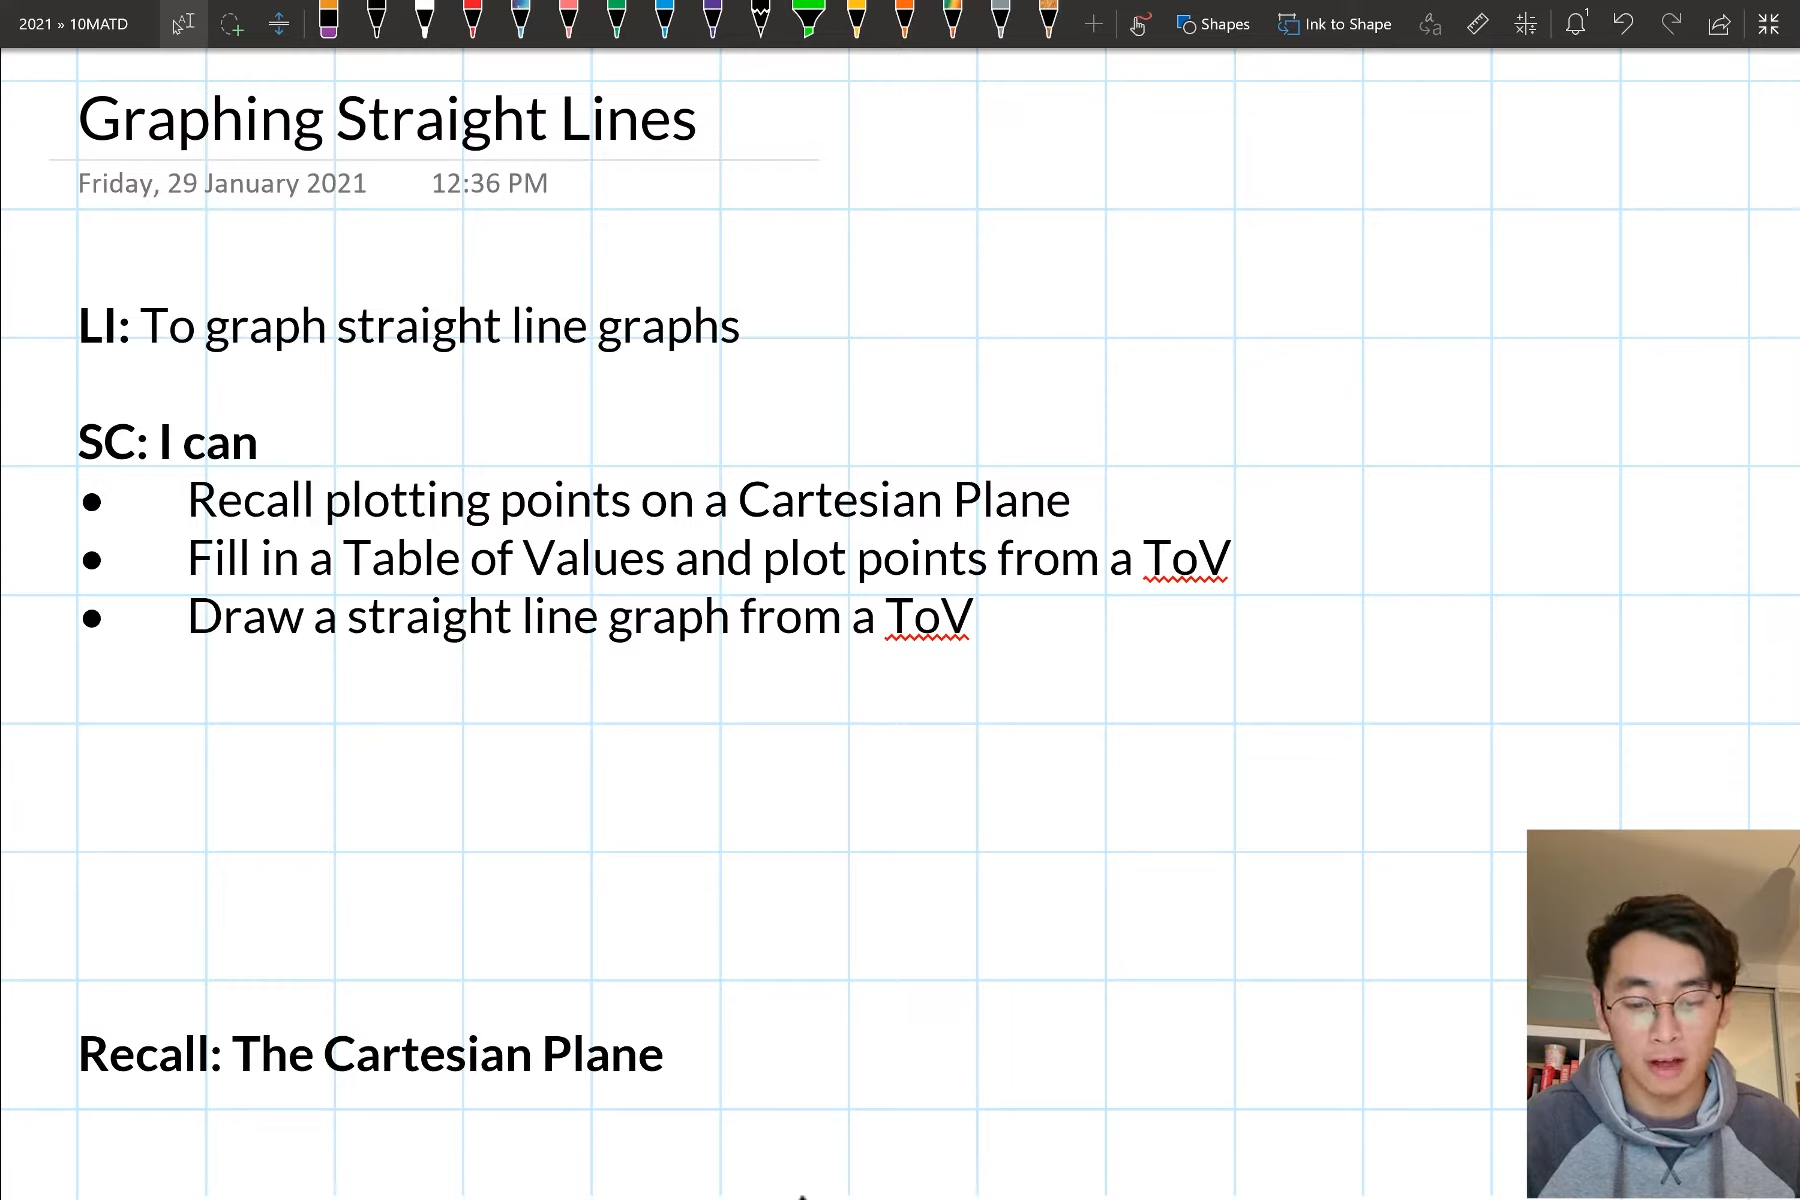 2021 » 10MATD
Shapes
Ink to Shape
1
Graphing Straight Lines
Friday, 29 January 2021 12:36 PM
LI: To graph straight line graphs
SC: I can
• Recall plotting points on a Cartesian Plane
• Fill in a Table of Values and plot points from a ToV
• Draw a straight line graph from a ToV
Recall: The Cartesian Plane